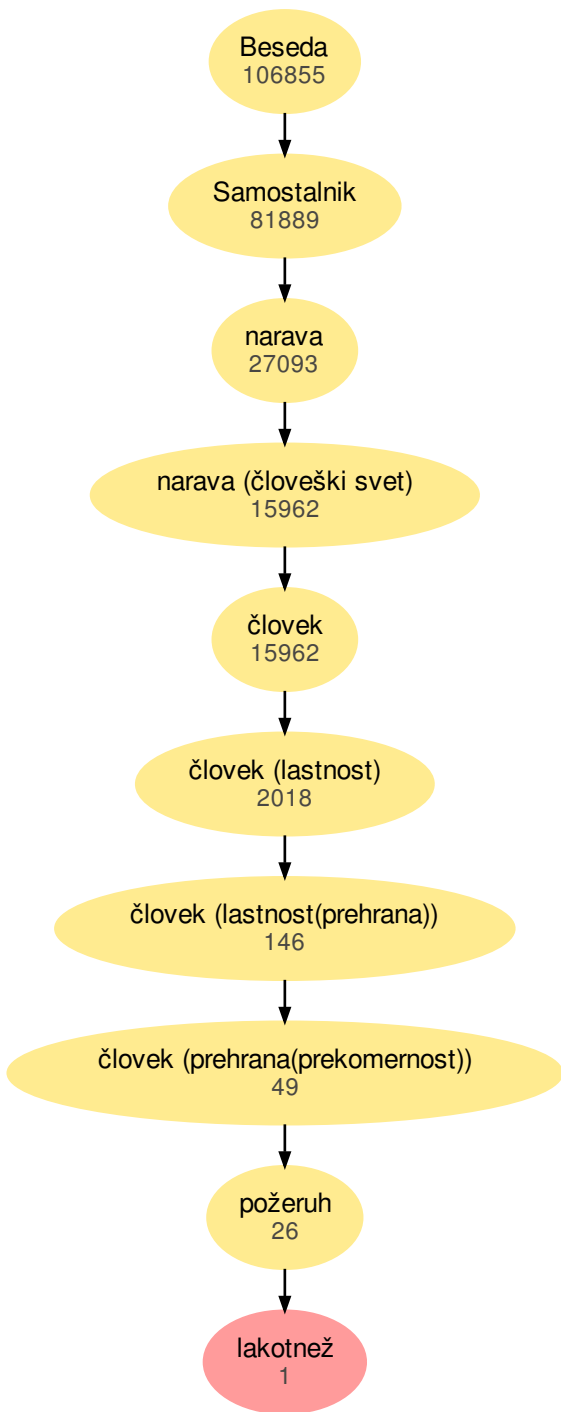 Beseda
106855
Samostalnik
81889
narava
27093
narava (človeški svet)
15962
človek
15962
človek (lastnost)
2018
človek (lastnost(prehrana))
146
človek (prehrana(prekomernost))
49
požeruh
26
lakotnež
1